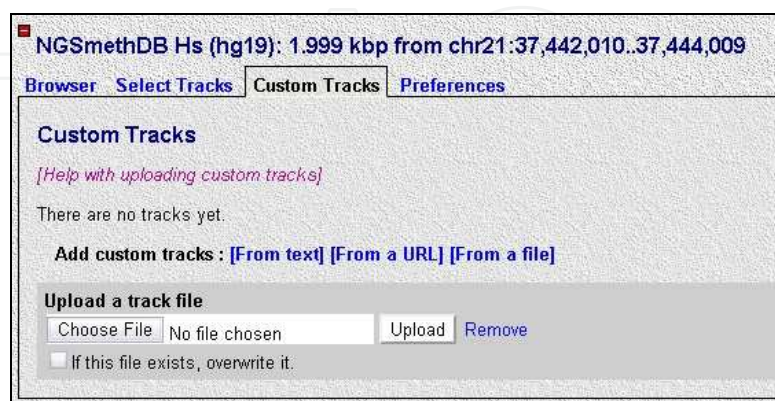 NGSmethDB Hs (hg19): 1.999 kbp from chr21:37,442,010..37,444,009
Browser Select Tracks Custom Tracks Preferences
Custom Tracks
[Help with uploading custom tracks]
There are no tracks yet.
Add custom tracks : [From text] [From a URL] [From a file]
Upload a track file
Choose File No file chosen Upload Remove
If this file exists, overwrite it.